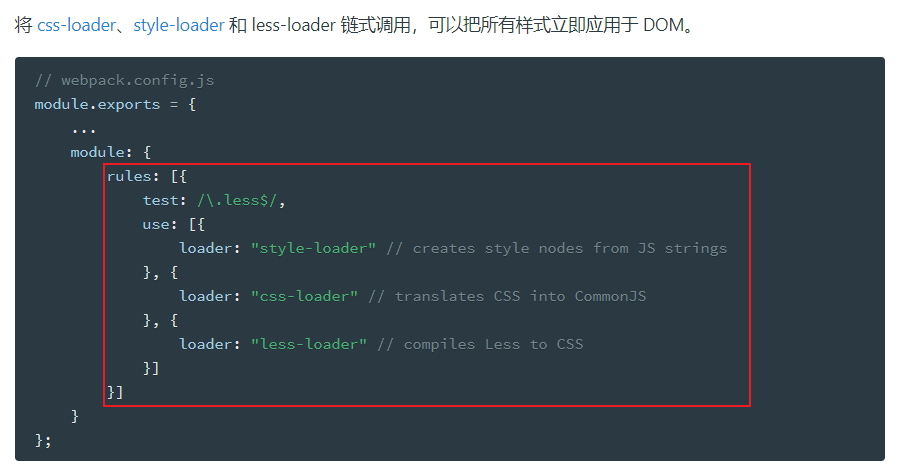 将 css-loader、style-loader 和 less-loader 链式调用，可以把所有样式立即应用于 DOM。
// webpack.config.js
module.exports = {
    ...
    module: {
        rules: [{
            test: /\.less$/,
            use: [{
                loader: "style-loader" // creates style nodes from JS strings
            }, {
                loader: "css-loader" // translates CSS into CommonJS
            }, {
                loader: "less-loader" // compiles Less to CSS
            }]
        }]
    }
};